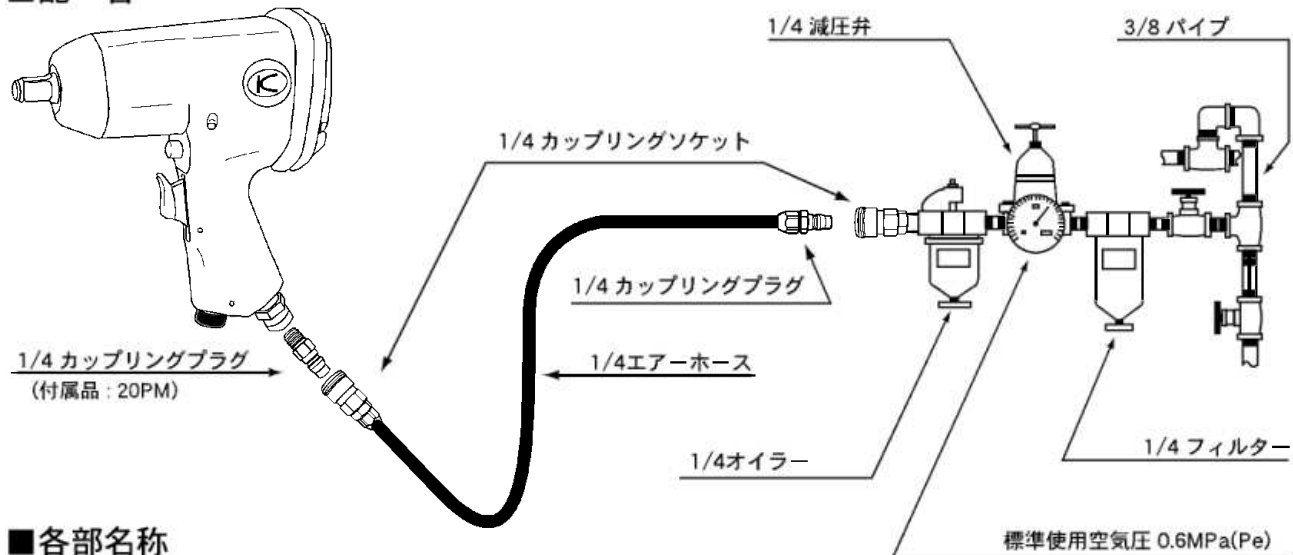 1/4 減圧弁
3/8 パイプ
1/4 カップリングソケット
1/4 カップリングプラグ
1/4 カップリングプラグ
(付属品 : 20PM)
1/4エアーホース
1/4オイラー
1/4 フィルター
標準使用空気圧 0.6MPa(Pe)
■各部名称